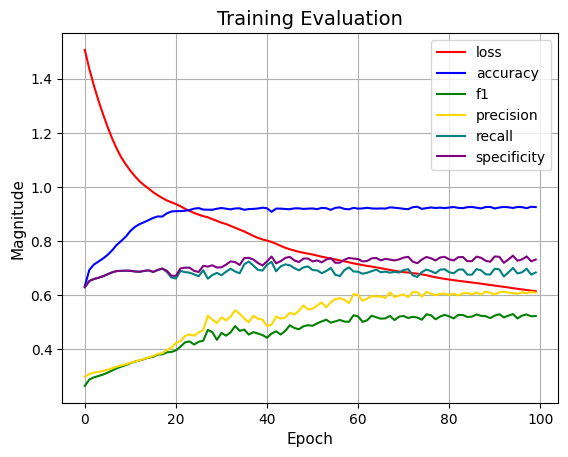 Training Evaluation
loss
accuracy
f1
precision
recall
specificity
Magnitude
1.4
1.2
1.0
0.8
0.6
0.4
0
20
40
60
80
100
Epoch